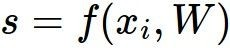 s = f(x_i, W)